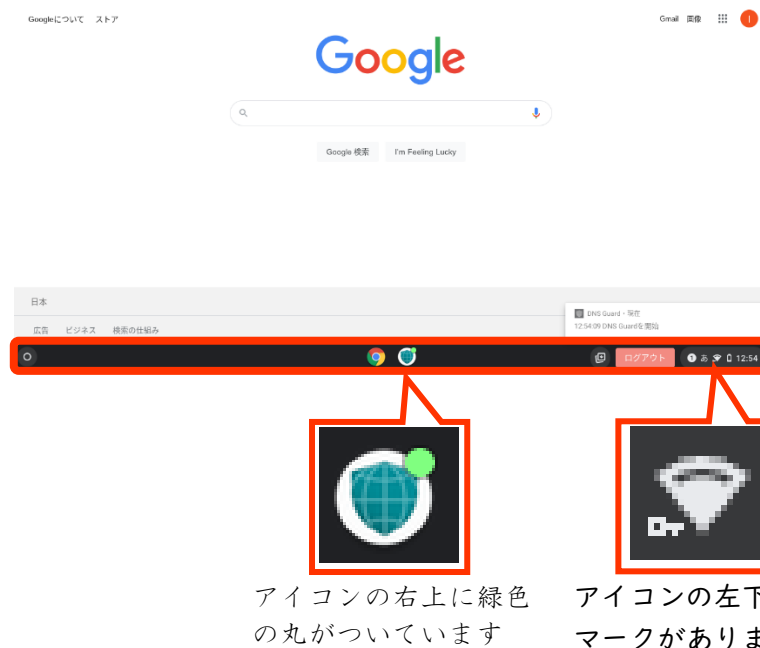 Googleについて ストア
Gmail 画像
Google
Google 検索 I'm Feeling Lucky
日本
広告 ビジネス 検索の仕組み
DNS Guard・現在
12:54:09 DNS Guardを開始
ログアウト 1 あ 12:54
アイコンの右上に緑色
の丸がついています
アイコンの左下
マークがありま